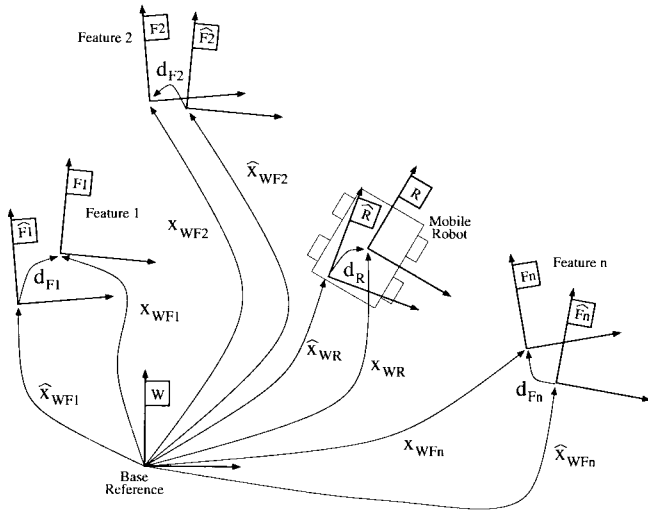 F2
F̂2
Feature 2
d_F2
F1
F̂1
Feature 1
d_F1
x̂_WF2
x_WF2
R
R̂
Mobile
Robot
d_R
Fn
Feature n
F̂n
d_Fn
x_WF1
x̂_WF1
x̂_WR
x_WR
W
x_WFn
x̂_WFn
Base
Reference